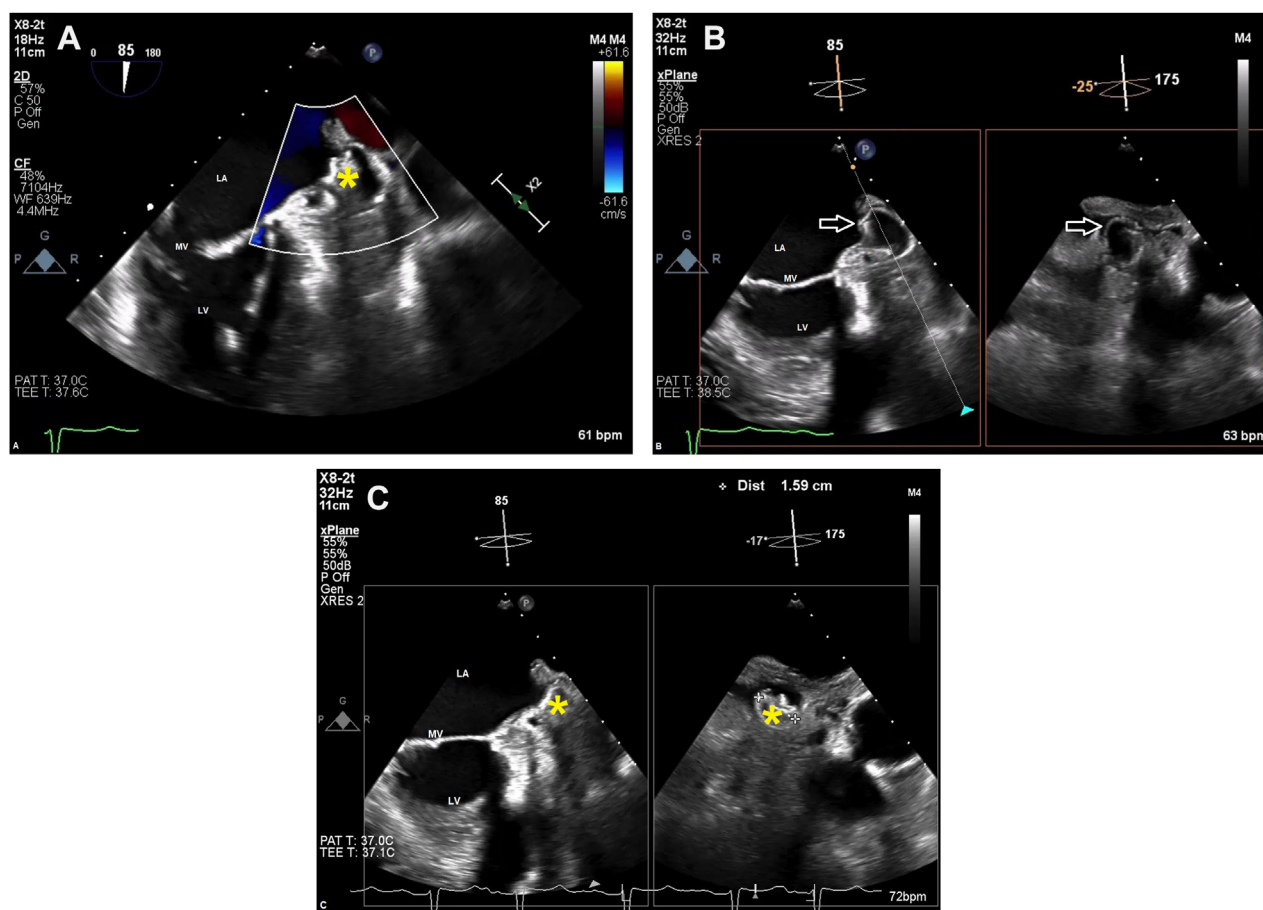 X8-2t
18Hz
11cm
A
0 85 180
P
M4 M4
+61.6
-61.6
cm/s
2D
57%
C 50
P Off
Gen
CF
48%
7104Hz
WF 639Hz
4.4MHz
G
P R
LA
MV
LV
*
X2
PAT T: 37.0C
TEE T: 37.6C
61 bpm
A
X8-2t
32Hz
11cm
B
85
-25 175
M4
xPlane
55%
55%
50dB
P Off
Gen
XRES 2
P
G
P R
LA
MV
LV
PAT T: 37.0C
TEE T: 38.5C
63 bpm
B
X8-2t
32Hz
11cm
C
Dist 1.59 cm
85
-17 175
M4
xPlane
55%
55%
50dB
P Off
Gen
XRES 2
P
G
P R
LA
MV
LV
*
*
PAT T: 37.0C
TEE T: 37.1C
72bpm
C